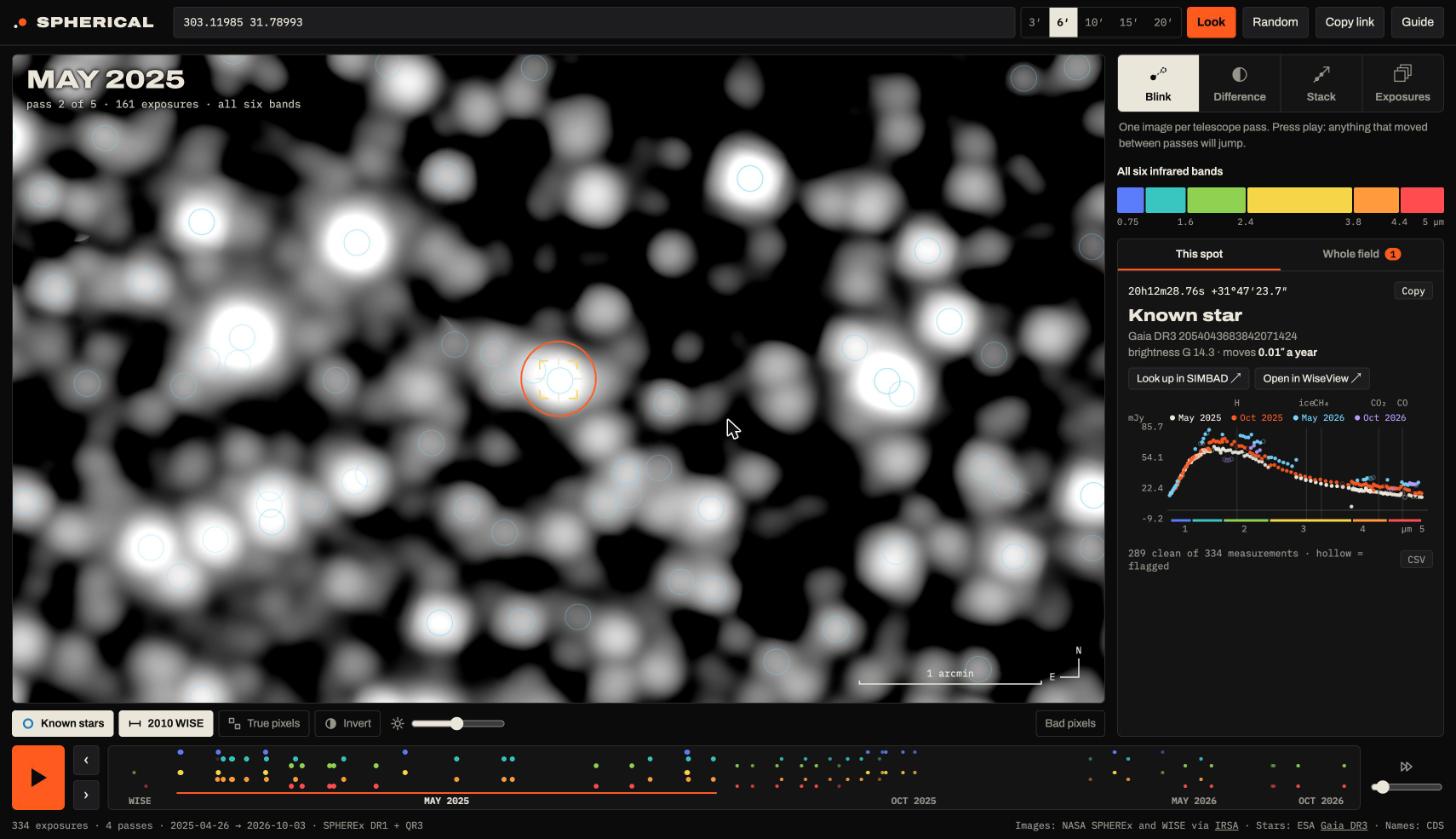 SPHERICAL
303.11985 31.78993
3′ 6′ 10′ 15′ 20′
Look
Random
Copy link
Guide
MAY 2025
pass 2 of 5 · 161 exposures · all six bands
1 arcmin
N
E
Blink
Difference
Stack
Exposures
One image per telescope pass. Press play: anything that moved
between passes will jump.
All six infrared bands
0.75 1.6 2.4 3.8 4.4 5 µm
This spot
Whole field 1
20h12m28.76s +31°47′23.7″
Copy
Known star
Gaia DR3 2054043683842071424
brightness G 14.3 · moves 0.01″ a year
Look up in SIMBAD ↗
Open in WiseView ↗
H ice CH₄ CO₂ CO
mJy May 2025 Oct 2025 May 2026 Oct 2026
85.7
54.1
22.4
-9.2
1 2 3 4 µm 5
289 clean of 334 measurements · hollow =
flagged
CSV
Known stars
2010 WISE
True pixels
Invert
Bad pixels
WISE
MAY 2025
OCT 2025
MAY 2026
OCT 2026
334 exposures · 4 passes · 2025-04-26 → 2026-10-03 · SPHEREx DR1 + QR3
Images: NASA SPHEREx and WISE via IRSA · Stars: ESA Gaia DR3 · Names: CDS